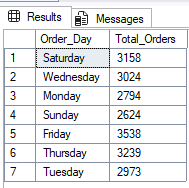 Results Messages
Order_Day Total_Orders
1 Saturday 3158
2 Wednesday 3024
3 Monday 2794
4 Sunday 2624
5 Friday 3538
6 Thursday 3239
7 Tuesday 2973